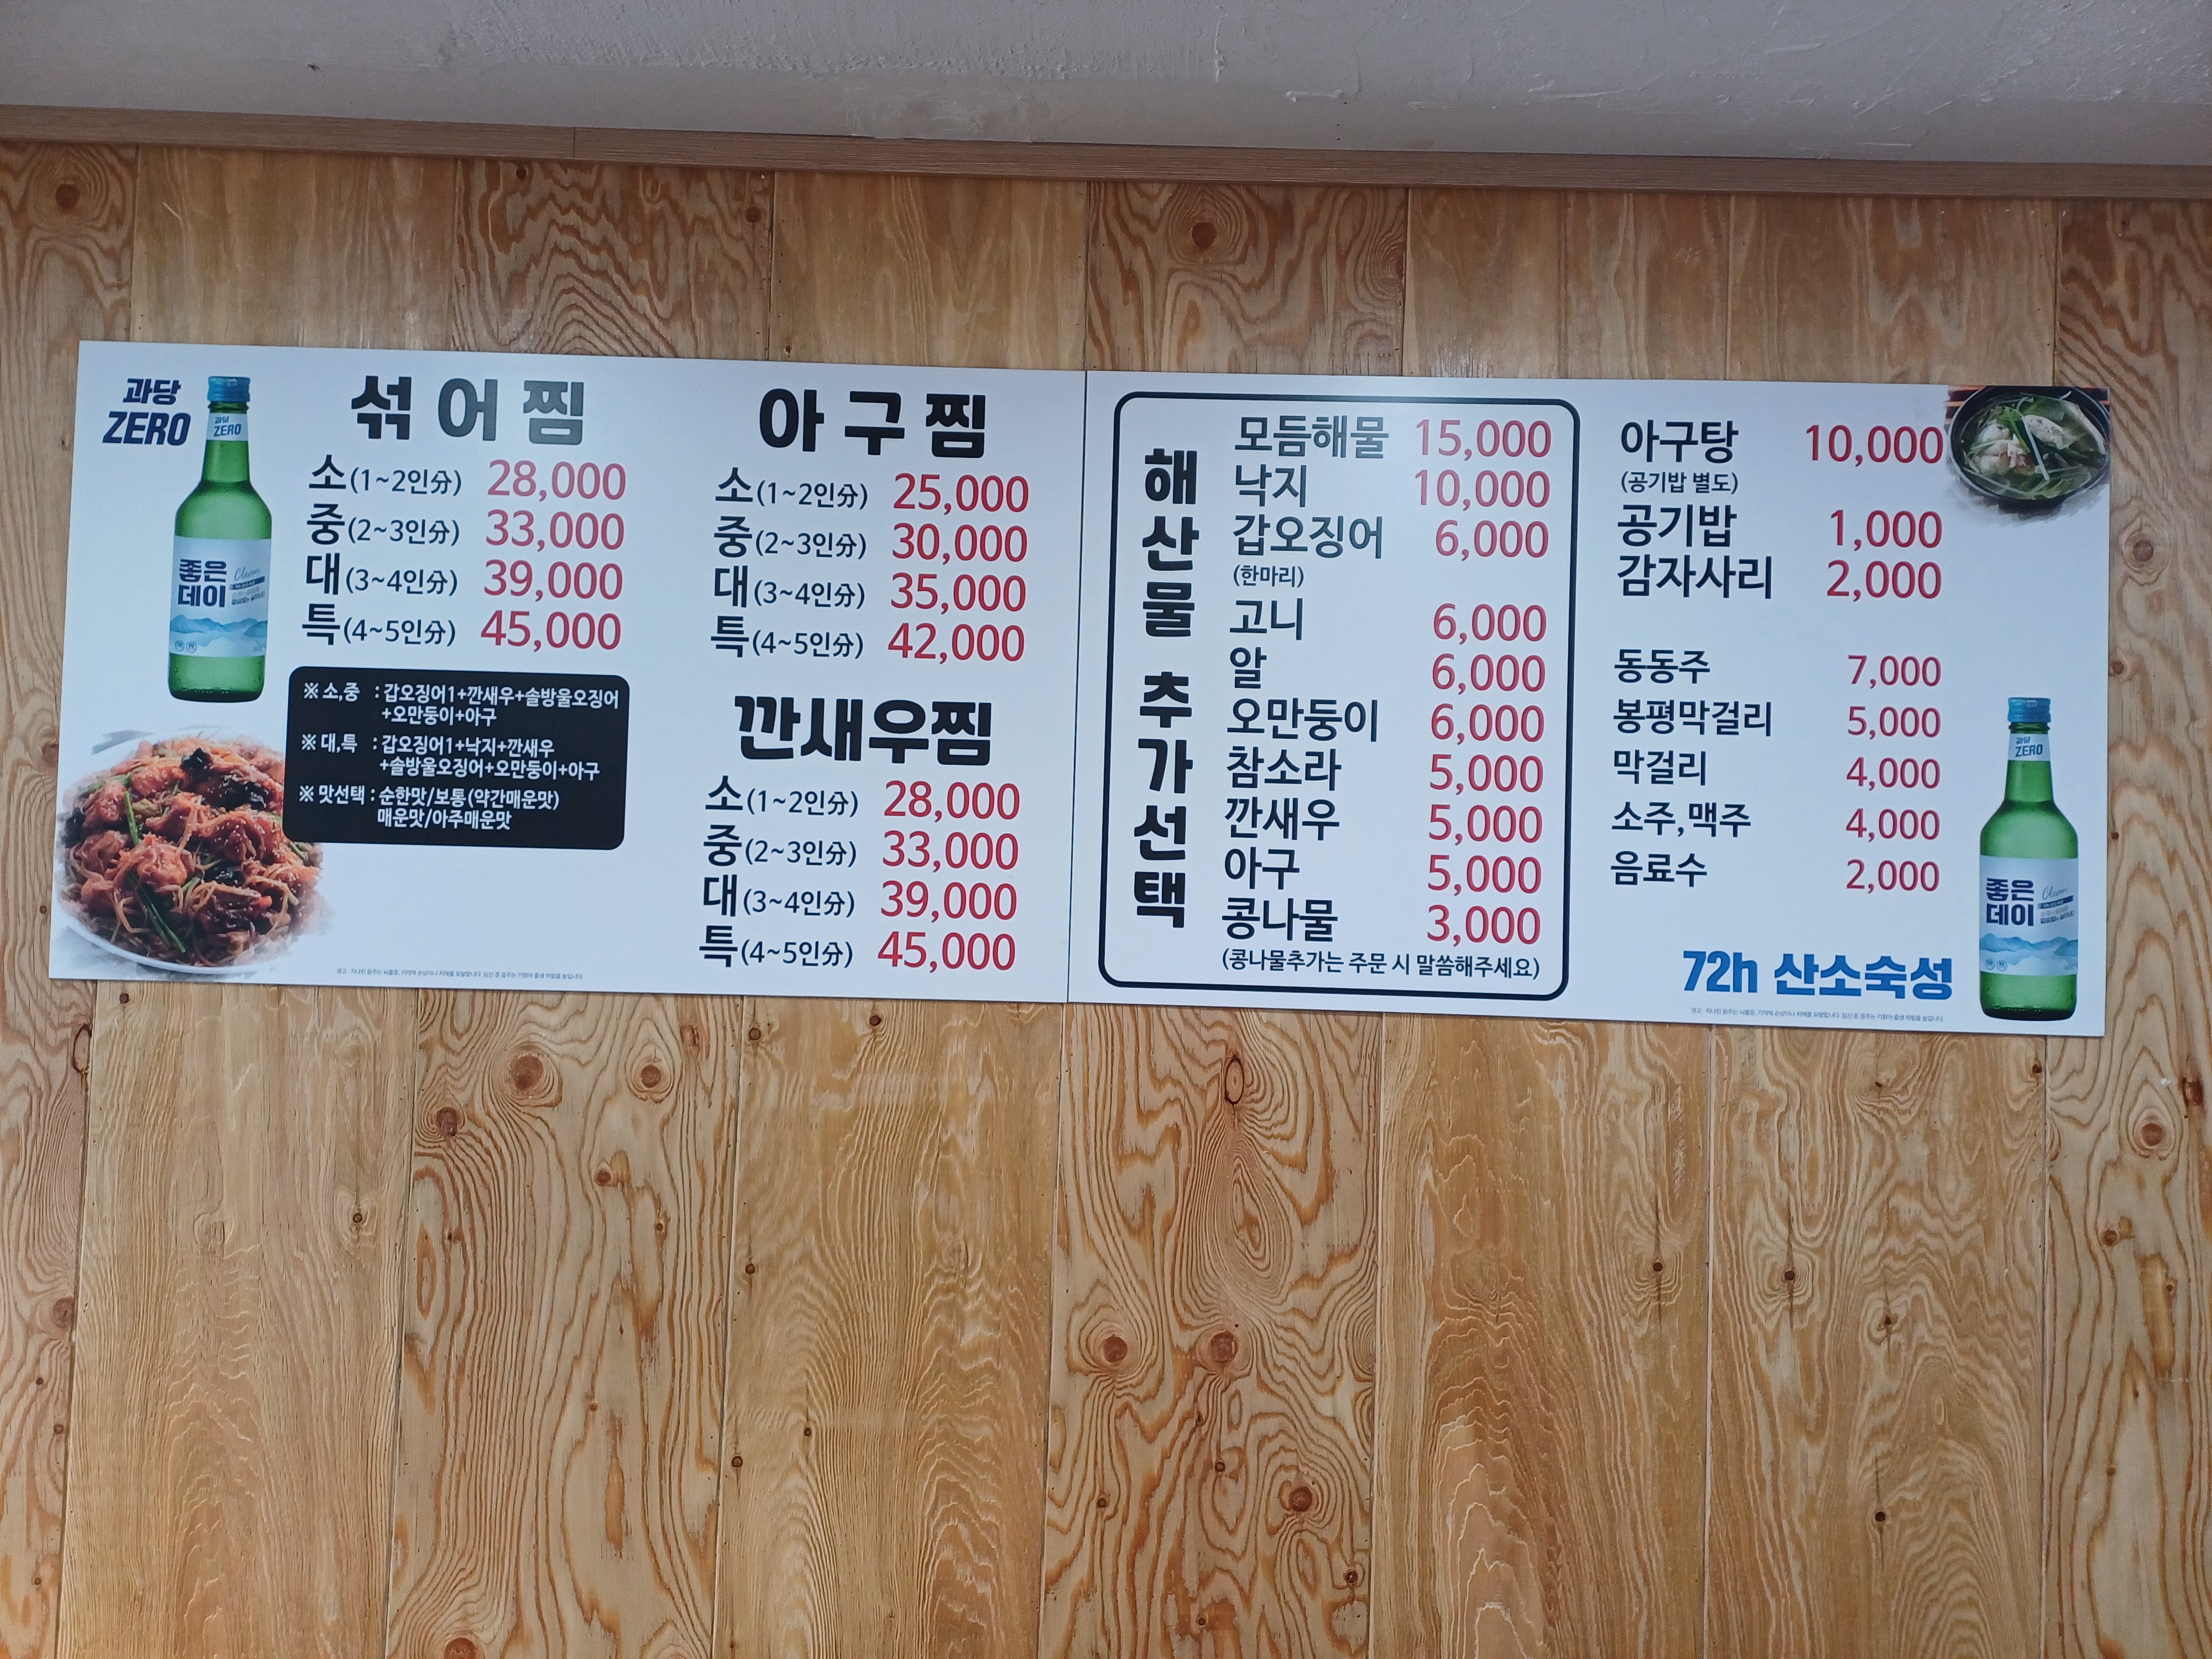 과당
ZERO
과당
ZERO
좋은
데이
섞어찜
소(1~2인分) 28,000
중(2~3인分) 33,000
대(3~4인分) 39,000
특(4~5인分) 45,000
※ 소,중 : 갑오징어1+깐새우+솔방울오징어
+오만둥이+아구
※ 대,특 : 갑오징어1+낙지+깐새우
+솔방울오징어+오만둥이+아구
※ 맛선택 : 순한맛/보통(약간매운맛)
매운맛/아주매운맛
아구찜
소(1~2인分) 25,000
중(2~3인分) 30,000
대(3~4인分) 35,000
특(4~5인分) 42,000
깐새우찜
소(1~2인分) 28,000
중(2~3인分) 33,000
대(3~4인分) 39,000
특(4~5인分) 45,000
해산물 추가선택
모듬해물 15,000
낙지 10,000
갑오징어 6,000
(한마리)
고니 6,000
알 6,000
오만둥이 6,000
참소라 5,000
깐새우 5,000
아구 5,000
콩나물 3,000
(콩나물추가는 주문 시 말씀해주세요)
아구탕 10,000
(공기밥 별도)
공기밥 1,000
감자사리 2,000
동동주 7,000
봉평막걸리 5,000
막걸리 4,000
소주,맥주 4,000
음료수 2,000
72h 산소숙성
과당
ZERO
좋은
데이